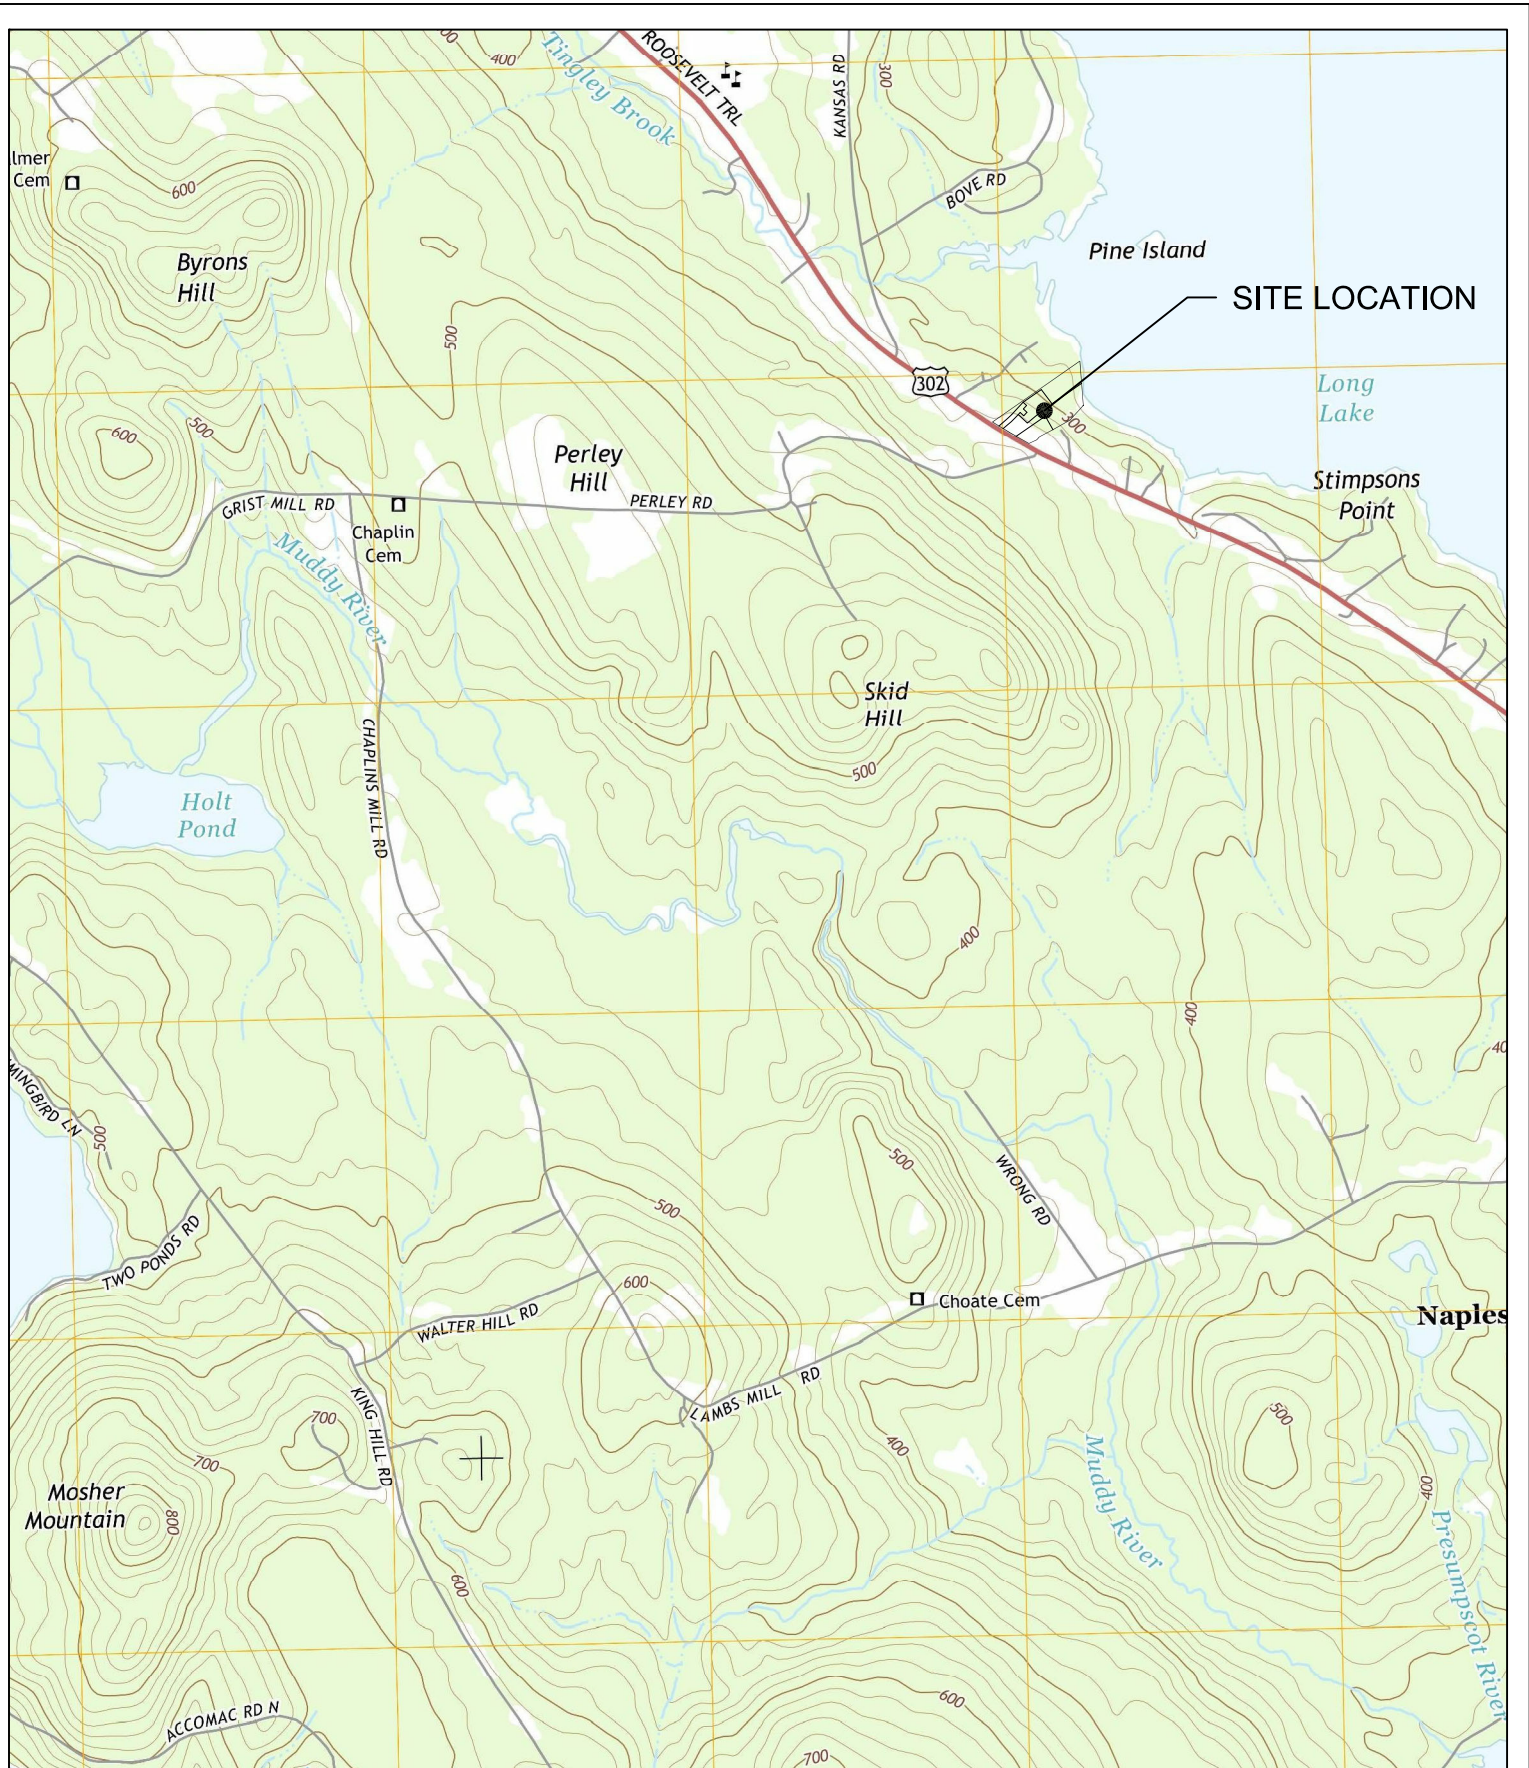 400'
Tingley Brook
ROOSEVELT TRL
KANSAS RD
300
lmer
Cem
600
BOVE RD
Byrons
Hill
Pine Island
SITE LOCATION
500
302
Long
Lake
300
600
500
Perley
Hill
Stimpsons
Point
GRIST MILL RD
PERLEY RD
Chaplin
Cem
Muddy River
Skid
Hill
CHAPLINS MILL RD
500
Holt
Pond
400
400
40
MINGBIRD LN
500
500
WRONG RD
500
TWO PONDS RD
600
Choate Cem
Naples
WALTER HILL RD
LAMBS MILL RD
KING HILL RD
700
500
400
700
Mosher
Mountain
800
Muddy River
400
Presumpscot River
600
600
ACCOMAC RD N
700